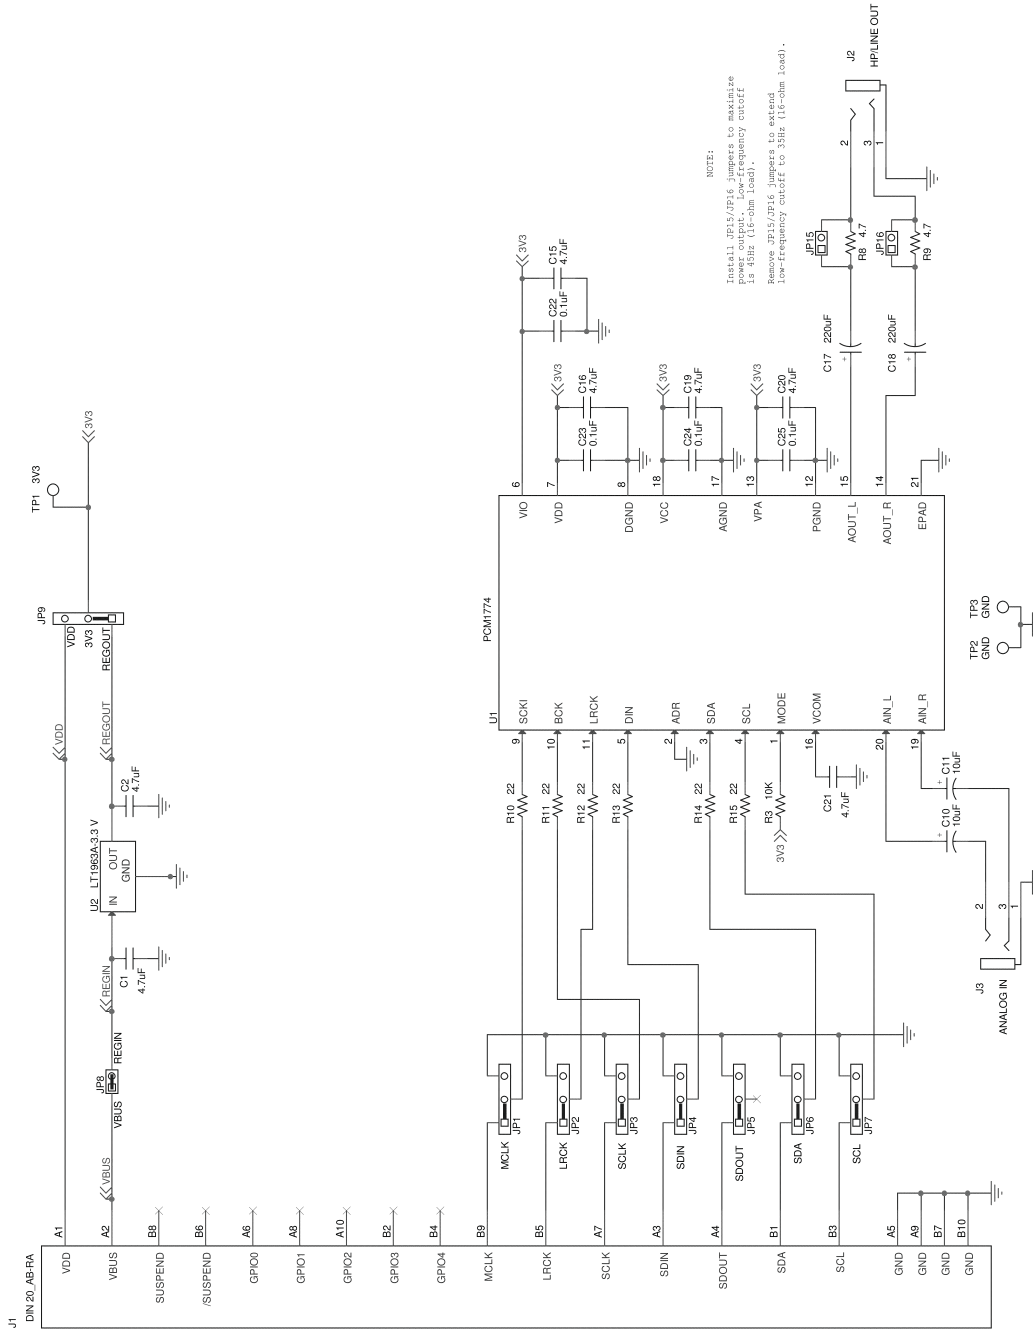 J1
DIN 20_AB-RA
VDD
A1
VBUS
A2
SUSPEND
B8
/SUSPEND
B6
GPIO0
A6
GPIO1
A8
GPIO2
A10
GPIO3
B2
GPIO4
B4
MCLK
B9
LRCK
B5
SCLK
A7
SDIN
A3
SDOUT
A4
SDA
B1
SCL
B3
GND
A5
GND
A9
GND
B7
GND
B10
VBUS
VBUS
JP8
REGIN
REGIN
C1
4.7uF
U2 LT1963A-3.3 V
IN
OUT
GND
C2
4.7uF
VDD
REGOUT
JP9
VDD
3V3
REGOUT
TP1 3V3
3V3
MCLK
JP1
LRCK
JP2
SCLK
JP3
SDIN
JP4
SDOUT
JP5
SDA
JP6
SCL
JP7
R10 22
R11 22
R12 22
R13 22
R14 22
R15 22
3V3
R3 10K
C21
4.7uF
C10
10uF
C11
10uF
J3
ANALOG IN
2
3
1
U1
PCM1774
9
SCKI
10
BCK
11
LRCK
5
DIN
2
ADR
3
SDA
4
SCL
1
MODE
16
VCOM
20
AIN_L
19
AIN_R
VIO
6
VDD
7
DGND
8
VCC
18
AGND
17
VPA
13
PGND
12
AOUT_L
15
AOUT_R
14
EPAD
21
TP2
GND
TP3
GND
C22
0.1uF
C15
4.7uF
3V3
C23
0.1uF
C16
4.7uF
3V3
C24
0.1uF
C19
4.7uF
3V3
C25
0.1uF
C20
4.7uF
3V3
C17 220uF
+
C18 220uF
+
JP15
R8 4.7
JP16
R9 4.7
2
3
1
J2
HP/LINE OUT
NOTE:
Install JP15/JP16 jumpers to maximize
power output. Low-frequency cutoff
is 45Hz (16-ohm load).
Remove JP15/JP16 jumpers to extend
low-frequency cutoff to 35Hz (16-ohm load).